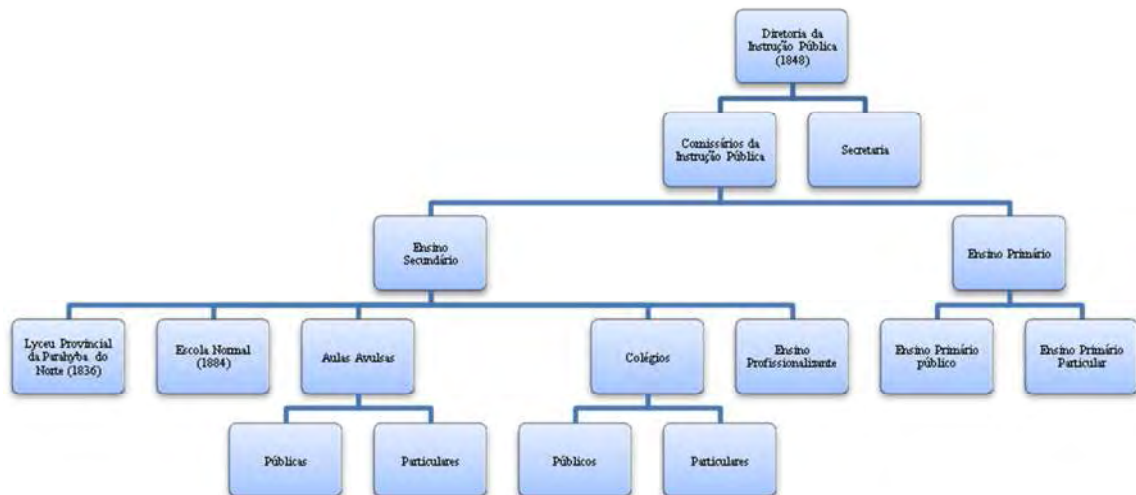 Diretoria da
Instrução Pública
(1848)
Comissários da
Instrução Pública
Secretaria
Ensino
Secundário
Ensino Primário
Lyceu Provincial
da Parahyba do
Norte (1836)
Escola Normal
(1884)
Aulas Avulsas
Colégios
Ensino
Profissionalizante
Ensino Primário
público
Ensino Primário
Particular
Públicas
Particulares
Públicos
Particulares